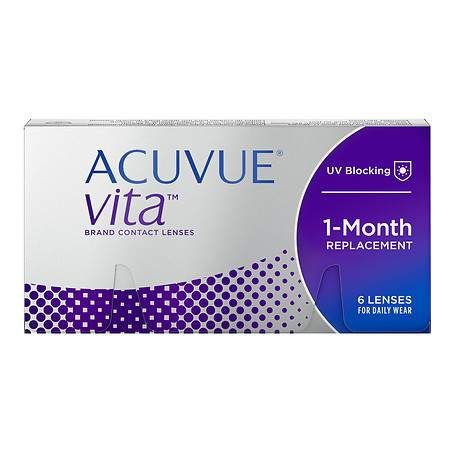 ACUVUE®
vita™
BRAND CONTACT LENSES
UV Blocking
1-Month
REPLACEMENT
6 LENSES
FOR DAILY WEAR